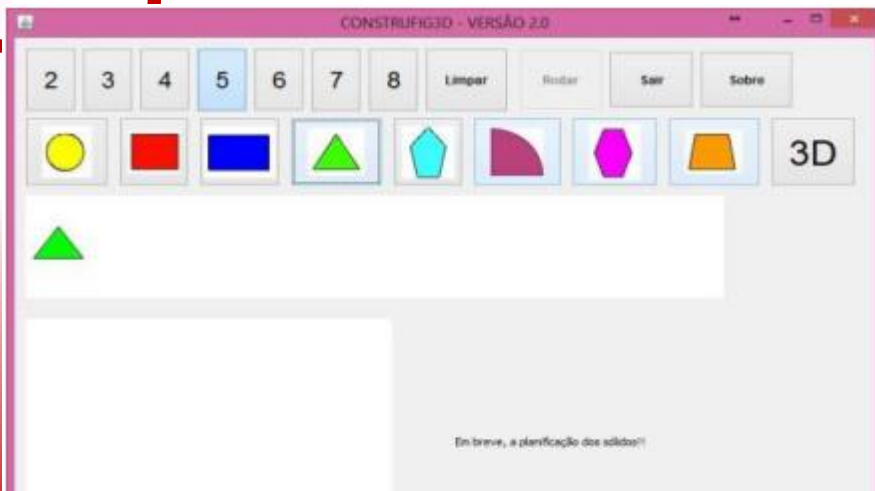 CONSTRUFIG3D - VERSÃO 2.0
2 3 4 5 6 7 8 Limpar Rodar Sair Sobre
3D
Em breve, a planificação dos sólidos!!